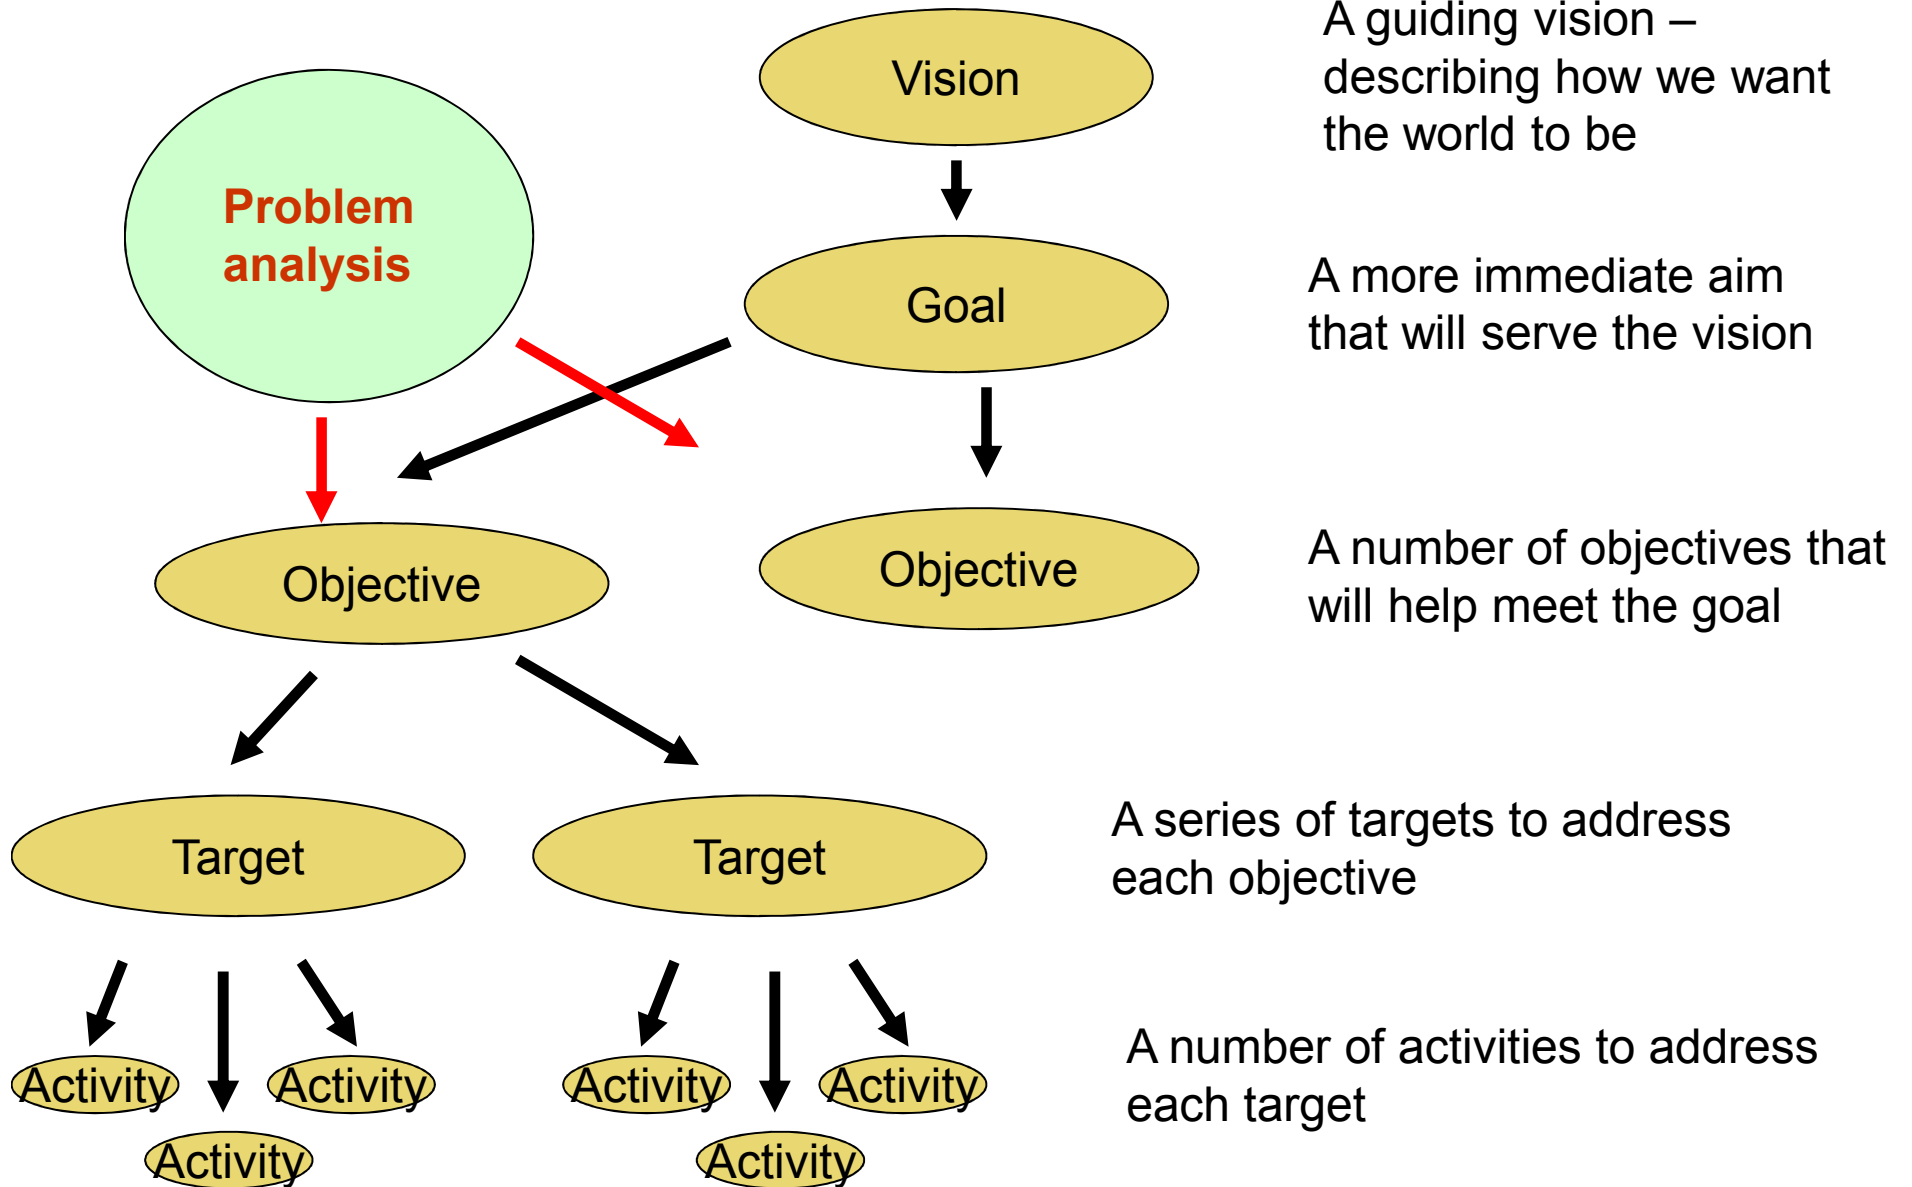 Vision
A guiding vision –
describing how we want
the world to be
Problem
analysis
Goal
A more immediate aim
that will serve the vision
Objective
Objective
A number of objectives that
will help meet the goal
Target
Target
A series of targets to address
each objective
Activity
Activity
Activity
Activity
Activity
Activity
A number of activities to address
each target